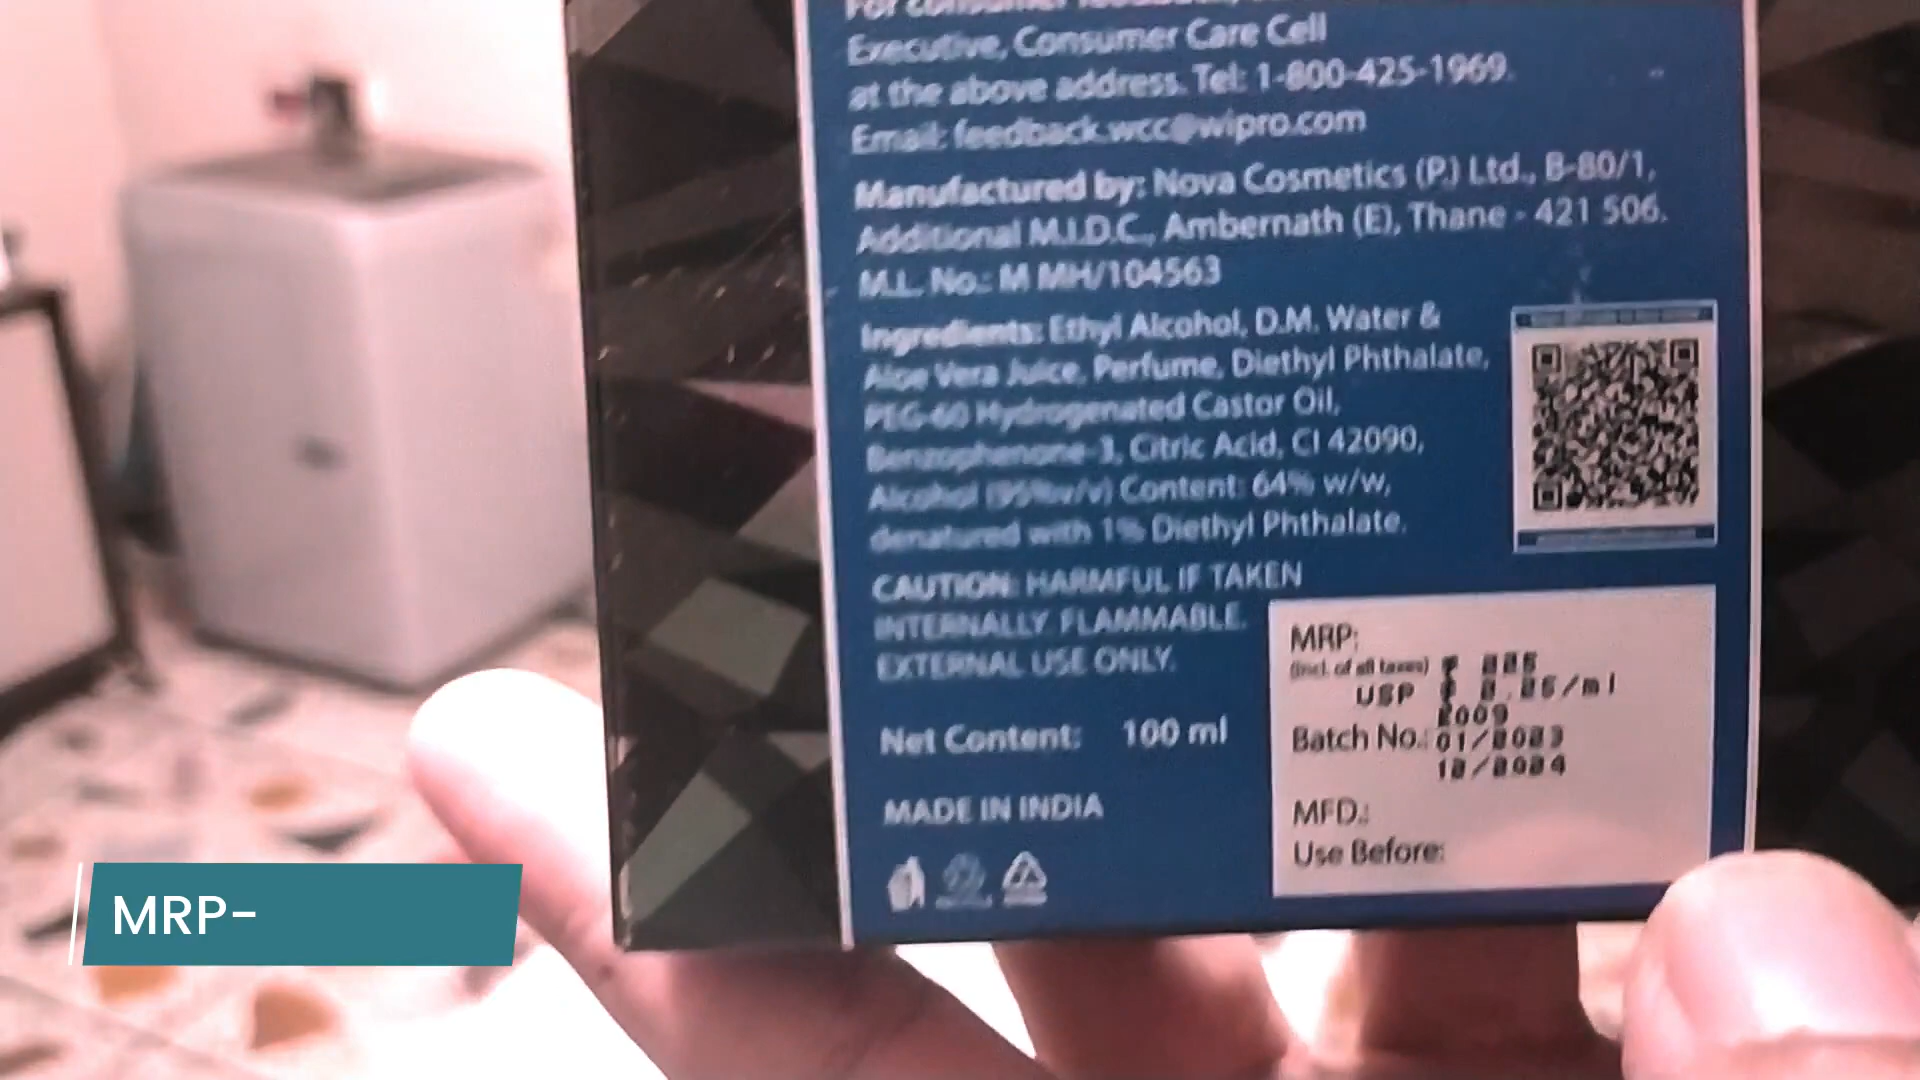 Executive, Consumer Care Cell
at the above address. Tel: 1-800-425-1969.
Email: feedback.wcc@wipro.com
Manufactured by: Nova Cosmetics (P.) Ltd., B-80/1,
Additional M.I.D.C., Ambernath (E), Thane - 421 506.
M.L. No.: M MH/104563
Ingredients: Ethyl Alcohol, D.M. Water &
Aloe Vera Juice, Perfume, Diethyl Phthalate,
PEG-60 Hydrogenated Castor Oil,
Benzophenone-3, Citric Acid, CI 42090,
Alcohol (95%v/v) Content: 64% w/w,
denatured with 1% Diethyl Phthalate.
CAUTION: HARMFUL IF TAKEN
INTERNALLY. FLAMMABLE.
EXTERNAL USE ONLY.
Net Content: 100 ml
MADE IN INDIA
MRP:
(incl. of all taxes) ₹
USP ₹ /ml
Batch No.:
MFD.:
Use Before:
MRP-